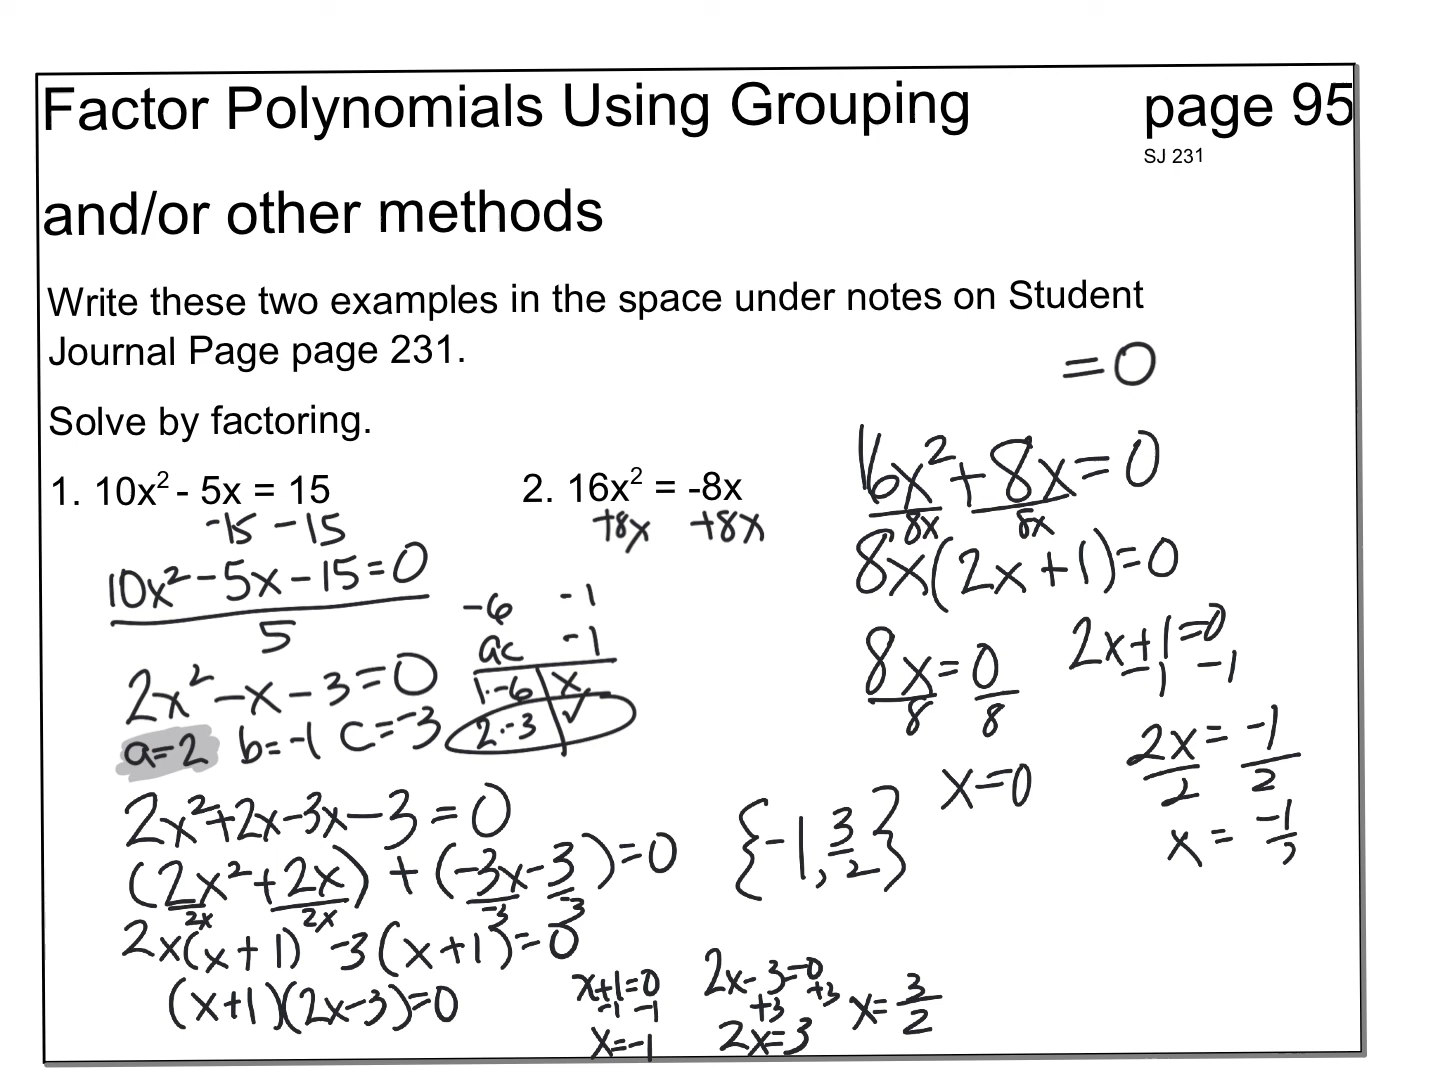 Factor Polynomials Using Grouping page 95
SJ 231
and/or other methods
Write these two examples in the space under notes on Student
Journal Page page 231.
=0
Solve by factoring.
1. 10x² - 5x = 15
-15 -15
10x²-5x-15=0
5
2x²-x-3=0
a=2 b=-1 c=-3
-6 -1
ac -1
1·-6 x
2·-3 ✓
2x²+2x-3x-3=0
(2x²+2x)+(-3x-3)=0
2x 2x -3 -3
2x(x+1) -3(x+1)=0
(x+1)(2x-3)=0
x+1=0
-1 -1
x=-1
2x-3=0
+3 +3
2x=3
x=3/2
{-1, 3/2}
2. 16x² = -8x
+8x +8x
16x²+8x=0
8x 8x
8x(2x+1)=0
8x=0
8 8
x=0
2x+1=0
-1 -1
2x=-1
2 2
x=-1/2